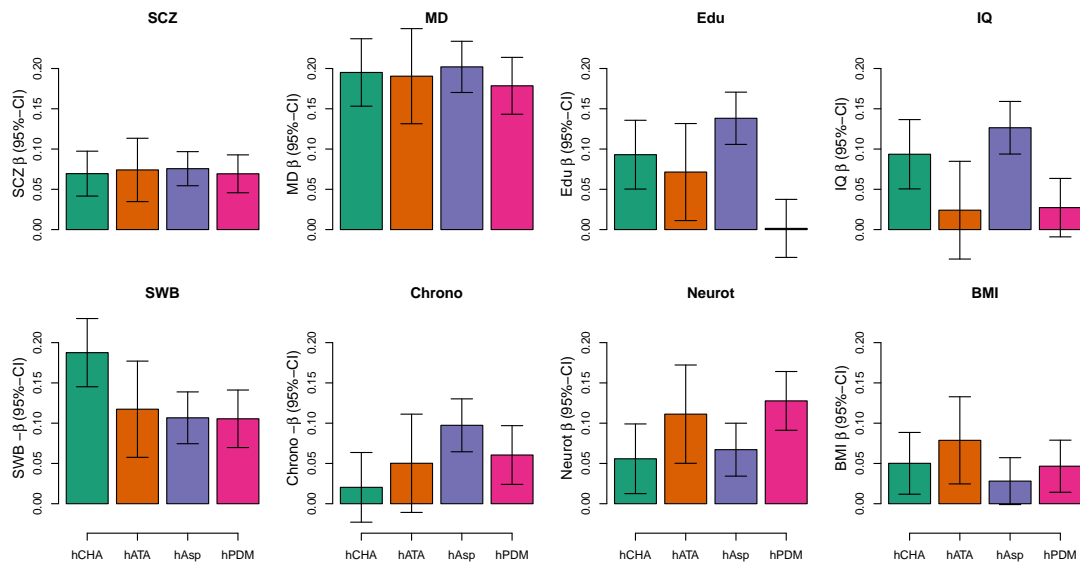 SCZ
MD
Edu
IQ
SCZ β (95%−CI)
0.00 0.05 0.10 0.15 0.20
MD β (95%−CI)
0.00 0.05 0.10 0.15 0.20
Edu β (95%−CI)
0.00 0.05 0.10 0.15 0.20
IQ β (95%−CI)
0.00 0.05 0.10 0.15 0.20
SWB
Chrono
Neurot
BMI
SWB −β (95%−CI)
0.00 0.05 0.10 0.15 0.20
Chrono −β (95%−CI)
0.00 0.05 0.10 0.15 0.20
Neurot β (95%−CI)
0.00 0.05 0.10 0.15 0.20
BMI β (95%−CI)
0.00 0.05 0.10 0.15 0.20
hCHA hATA hAsp hPDM
hCHA hATA hAsp hPDM
hCHA hATA hAsp hPDM
hCHA hATA hAsp hPDM